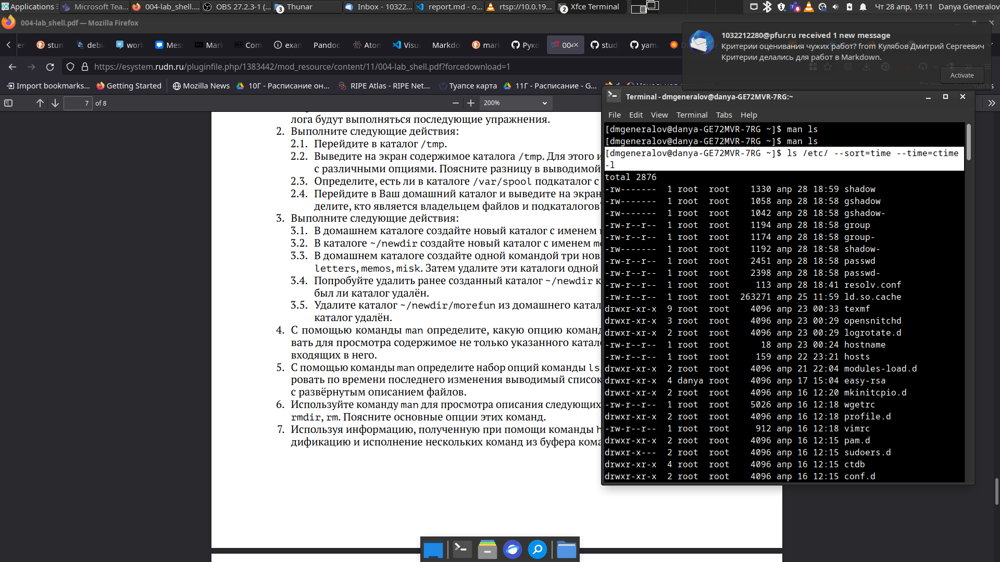 Applications
Microsoft Tea...
004-lab_shell....
OBS 27.2.3-1 (...
3
Thunar
Inbox - 10322...
report.md - o...
rtsp://10.0.19...
2
Xfce Terminal
Чт 28 апр, 19:11
Danya Generalov
004-lab_shell.pdf — Mozilla Firefox
stun
debi
worl
Mes
Mar
Com
exam
Pandoc
Atom
Visu
Markdo
mar
Руко
004
stud
yam
https://esystem.rudn.ru/pluginfile.php/1383442/mod_resource/content/11/004-lab_shell.pdf?forcedownload=1
1032212280@pfur.ru received 1 new message
Критерии оценивания чужих работ? from Кулябов Дмитрий Сергеевич
Критерии делались для работ в Markdown.
Activate
Import bookmarks...
Getting Started
Mozilla News
10Г - Расписание он...
RIPE Atlas - RIPE Net...
Туапсе карта
11Г - Расписание - G...
7 of 8
200%
лога будут выполняться последующие упражнения.
2. Выполните следующие действия:
2.1. Перейдите в каталог /tmp.
2.2. Выведите на экран содержимое каталога /tmp. Для этого и
с различными опциями. Поясните разницу в выводимой
2.3. Определите, есть ли в каталоге /var/spool подкаталог с
2.4. Перейдите в Ваш домашний каталог и выведите на экран
делите, кто является владельцем файлов и подкаталогов
3. Выполните следующие действия:
3.1. В домашнем каталоге создайте новый каталог с именем
3.2. В каталоге ~/newdir создайте новый каталог с именем mo
3.3. В домашнем каталоге создайте одной командой три нов
letters, memos, misk. Затем удалите эти каталоги одной
3.4. Попробуйте удалить ранее созданный каталог ~/newdir к
был ли каталог удалён.
3.5. Удалите каталог ~/newdir/morefun из домашнего катал
каталог удалён.
4. С помощью команды man определите, какую опцию команд
вать для просмотра содержимое не только указанного катало
входящих в него.
5. С помощью команды man определите набор опций команды ls,
ровать по времени последнего изменения выводимый список
с развёрнутым описанием файлов.
6. Используйте команду man для просмотра описания следующих
rmdir, rm. Поясните основные опции этих команд.
7. Используя информацию, полученную при помощи команды h
дификацию и исполнение нескольких команд из буфера кома
Terminal - dmgeneralov@danya-GE72MVR-7RG:~
File Edit View Terminal Tabs Help
[dmgeneralov@danya-GE72MVR-7RG ~]$ man ls
[dmgeneralov@danya-GE72MVR-7RG ~]$ man ls
[dmgeneralov@danya-GE72MVR-7RG ~]$ ls /etc/ --sort=time --time=ctime
-l
total 2876
-rw------- 1 root root 1330 апр 28 18:59 shadow
-rw------- 1 root root 1058 апр 28 18:58 gshadow
-rw------- 1 root root 1042 апр 28 18:58 gshadow-
-rw-r--r-- 1 root root 1194 апр 28 18:58 group
-rw-r--r-- 1 root root 1174 апр 28 18:58 group-
-rw------- 1 root root 1192 апр 28 18:58 shadow-
-rw-r--r-- 1 root root 2451 апр 28 18:58 passwd
-rw-r--r-- 1 root root 2398 апр 28 18:58 passwd-
-rw-r--r-- 1 root root 113 апр 28 18:41 resolv.conf
-rw-r--r-- 1 root root 263271 апр 25 11:59 ld.so.cache
drwxr-xr-x 9 root root 4096 апр 23 00:33 texmf
drwxr-xr-x 3 root root 4096 апр 23 00:29 opensnitchd
drwxr-xr-x 2 root root 4096 апр 23 00:29 logrotate.d
-rw-r--r-- 1 root root 18 апр 23 00:24 hostname
-rw-r--r-- 1 root root 159 апр 22 23:21 hosts
drwxr-xr-x 2 root root 4096 апр 21 22:04 modules-load.d
drwxr-xr-x 4 danya root 4096 апр 17 15:04 easy-rsa
drwxr-xr-x 2 root root 4096 апр 16 12:20 mkinitcpio.d
-rw-r--r-- 1 root root 5026 апр 16 12:18 wgetrc
drwxr-xr-x 2 root root 4096 апр 16 12:18 profile.d
-rw-r--r-- 1 root root 912 апр 16 12:18 vimrc
drwxr-xr-x 2 root root 4096 апр 16 12:15 pam.d
drwxr-x--- 2 root root 4096 апр 16 12:15 sudoers.d
drwxr-xr-x 4 root root 4096 апр 16 12:15 ctdb
drwxr-xr-x 2 root root 4096 апр 16 12:15 conf.d